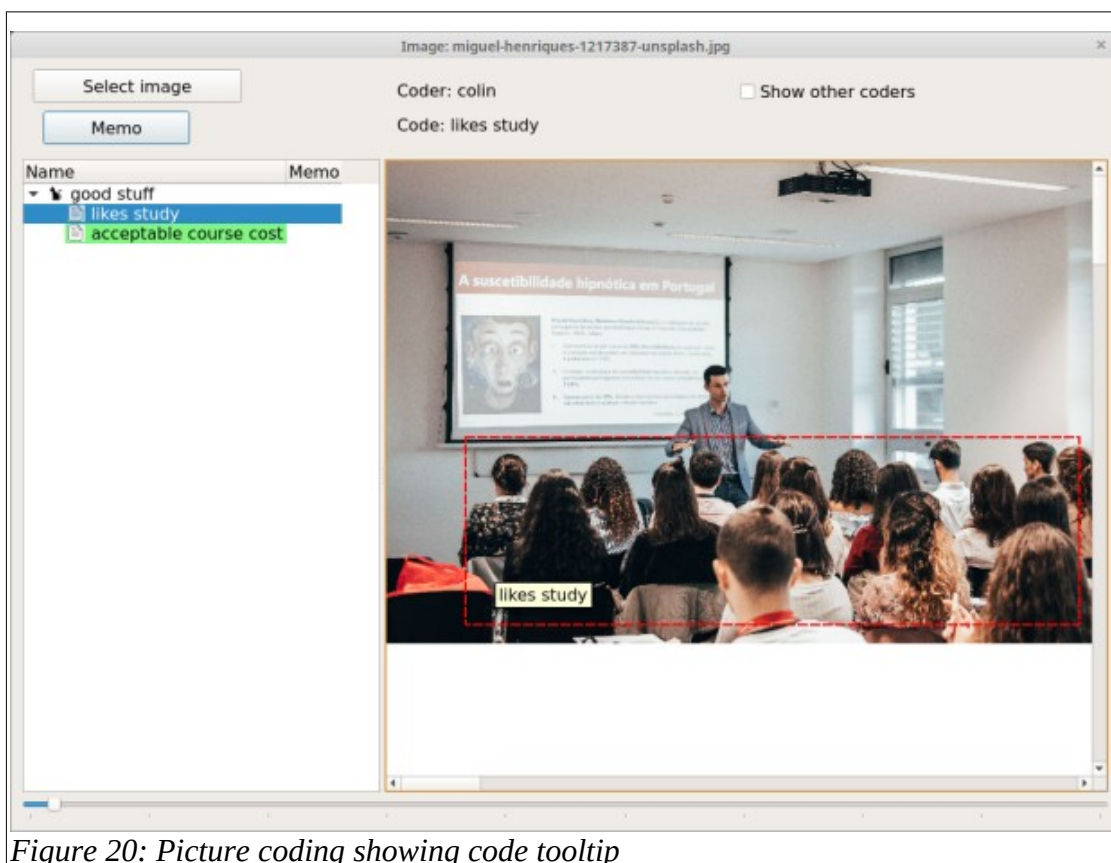 Image: miguel-henriques-1217387-unsplash.jpg
Select image
Memo
Coder: colin
Show other coders
Code: likes study
Name Memo
good stuff
likes study
acceptable course cost
A suscetibilidade hipnótica em Portugal
likes study
Figure 20: Picture coding showing code tooltip